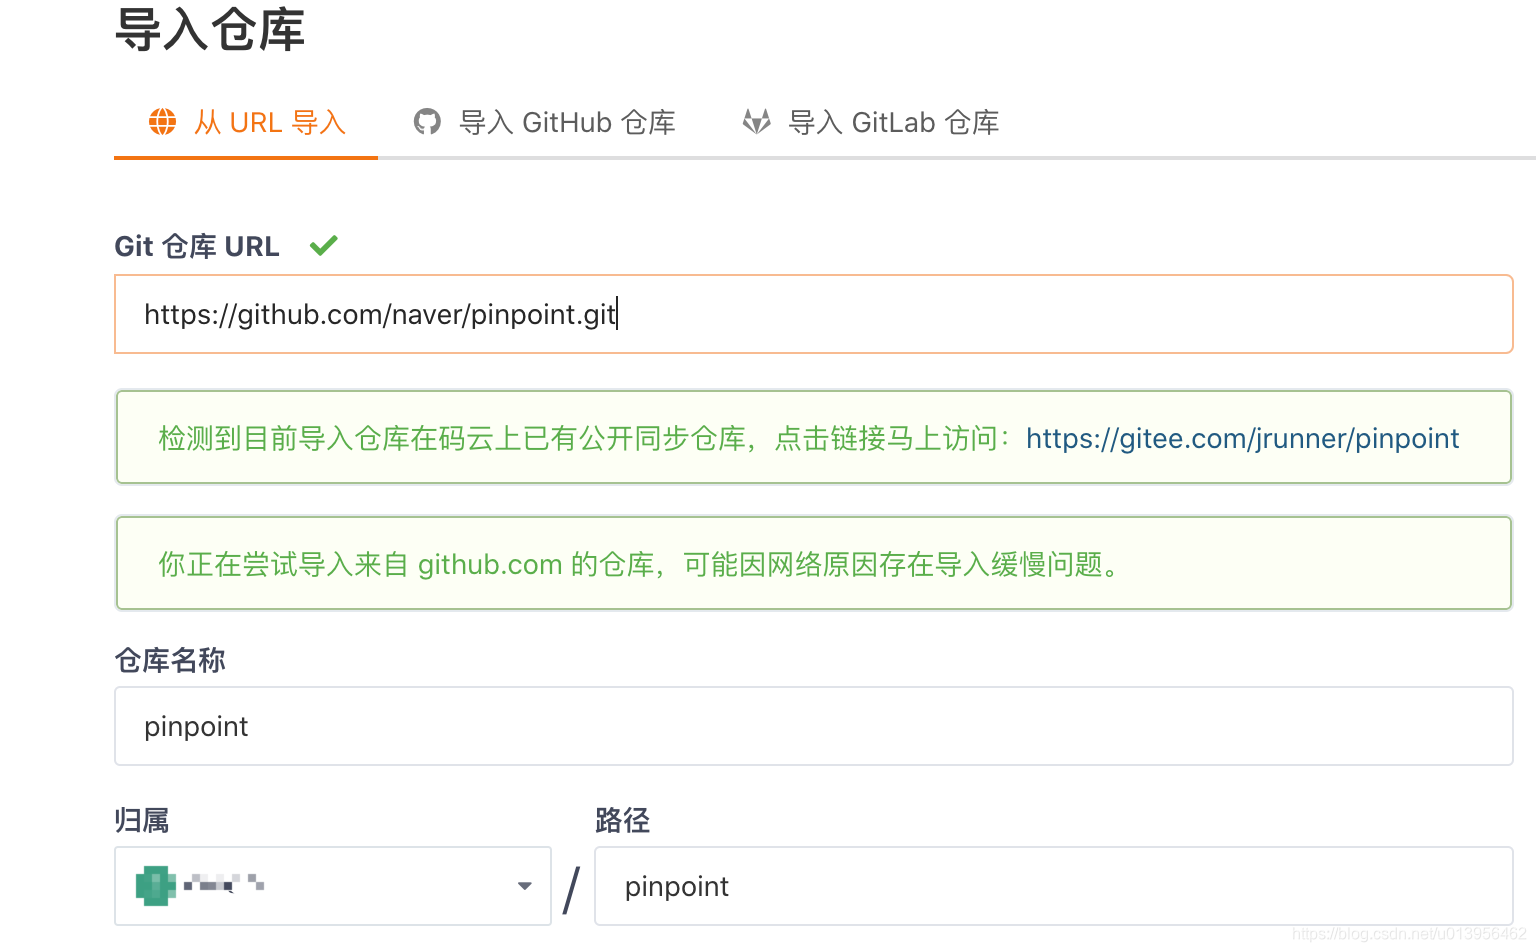 导入仓库
从 URL 导入 导入 GitHub 仓库 导入 GitLab 仓库
Git 仓库 URL
https://github.com/naver/pinpoint.git
检测到目前导入仓库在码云上已有公开同步仓库，点击链接马上访问：https://gitee.com/jrunner/pinpoint
你正在尝试导入来自 github.com 的仓库，可能因网络原因存在导入缓慢问题。
仓库名称
pinpoint
归属 路径
/ pinpoint
https://blog.csdn.net/u013956462